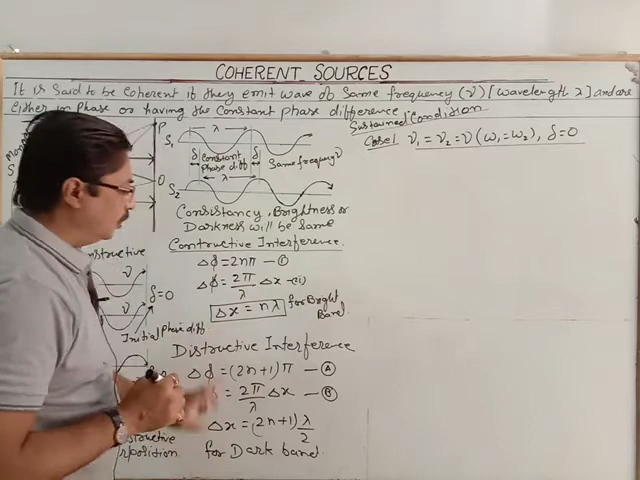 COHERENT SOURCES
It is said to be Coherent if they emit wave of Same frequency (ν) [wavelength λ] and are
either in Phase or having the Constant phase difference
Sustained Condition
Case1 ν₁ = ν₂ = ν (ω₁ = ω₂), δ=0
P
O
S₁
λ
δ Constant Phase diff δ Same frequency ν
λ
S₂
Consistancy, Brightness or
Darkness will be Same
Contructive Interference.
Δϕ = 2nπ — ①
Δϕ = 2π/λ Δx —(ii)
Δx = nλ for Bright Band
ν
ν
δ=0
Initial Phase diff
Distructive Interference
Δϕ = (2n+1)π — Ⓐ
= 2π/λ Δx — Ⓑ
Δx = (2n+1) λ/2
for Dark band.